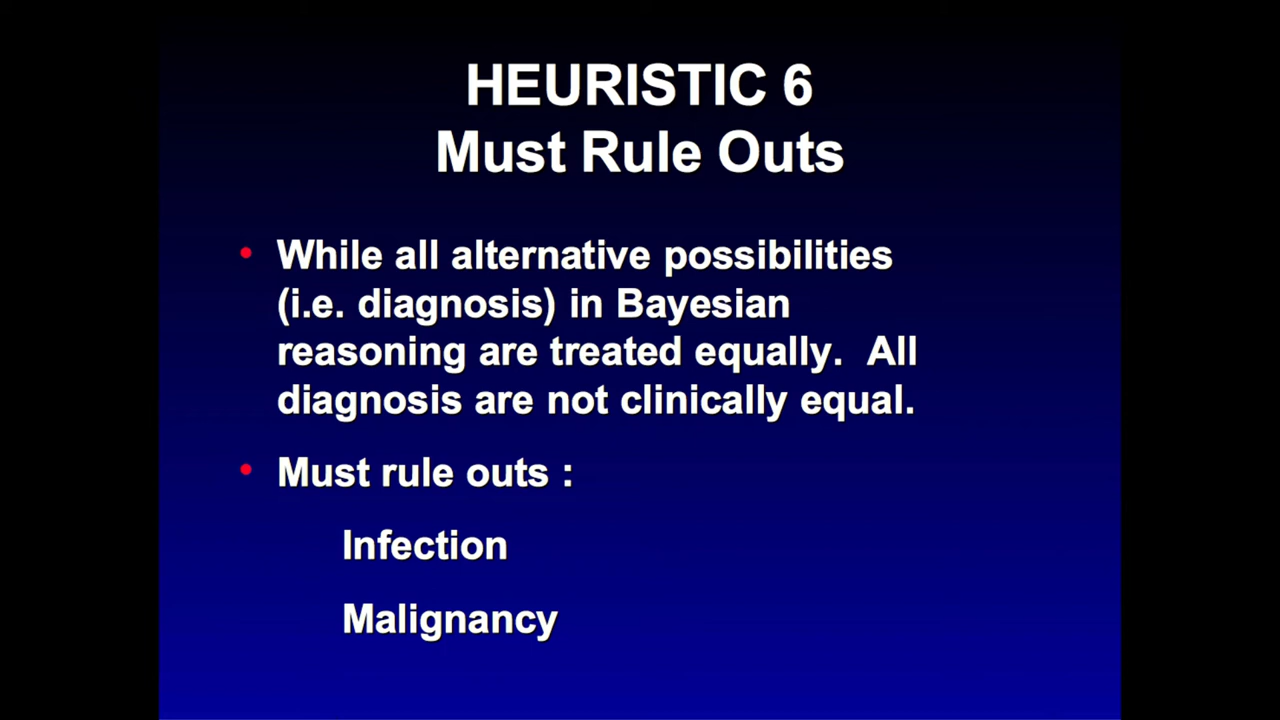 HEURISTIC 6
Must Rule Outs
• While all alternative possibilities
(i.e. diagnosis) in Bayesian
reasoning are treated equally.  All
diagnosis are not clinically equal.
• Must rule outs :
Infection
Malignancy